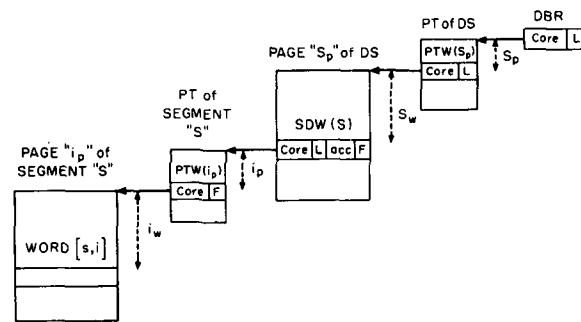 DBR
Core L
PT OF DS
PTW(Sp)
Core L
Sp
PAGE "Sp" of DS
SDW (S)
Core L acc F
Sw
PT of
SEGMENT
"S"
PTW(ip)
Core F
ip
PAGE "ip" of
SEGMENT "S"
WORD [s,i]
iw